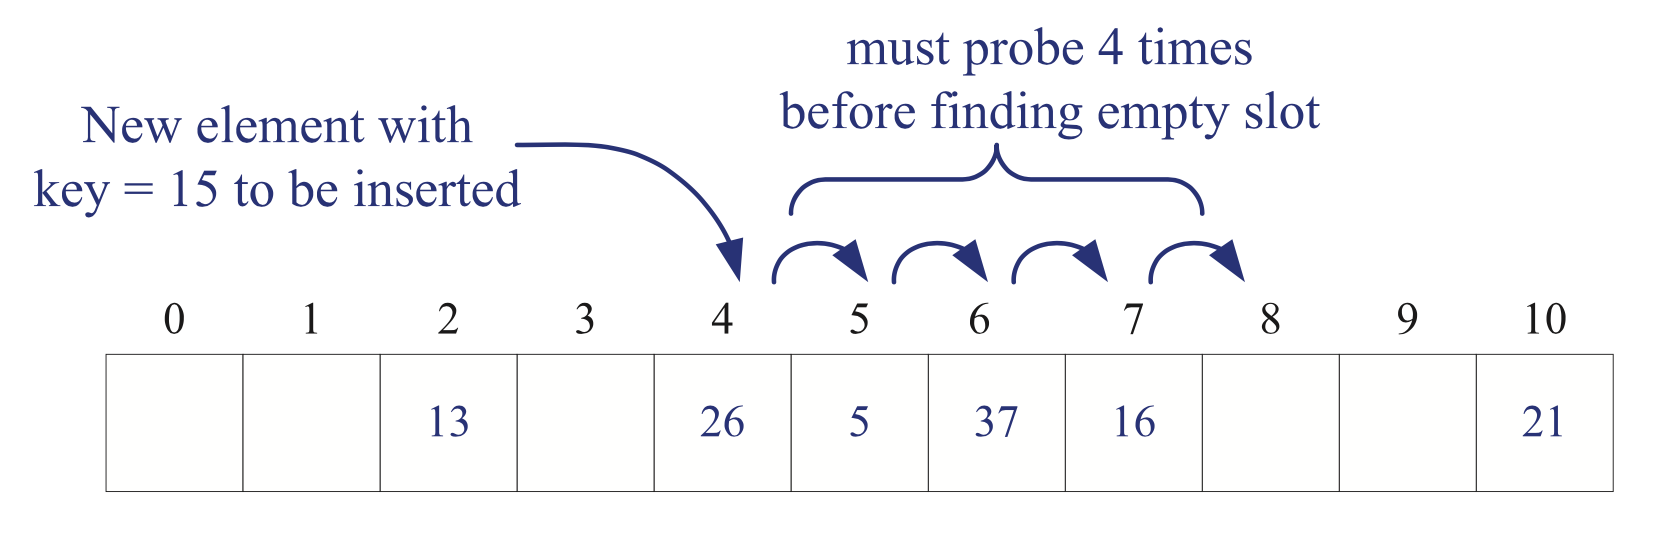 must probe 4 times
before finding empty slot
New element with
key = 15 to be inserted
0 1 2 3 4 5 6 7 8 9 10
13 26 5 37 16 21